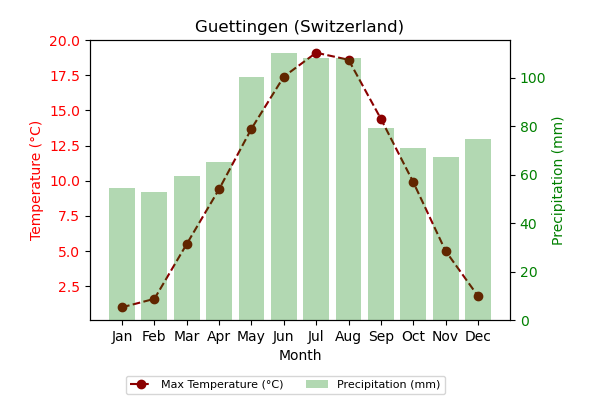 Guettingen (Switzerland)
20.0
17.5
15.0
12.5
10.0
7.5
5.0
2.5
Temperature (°C)
100
80
60
40
20
0
Precipitation (mm)
Jan Feb Mar Apr May Jun Jul Aug Sep Oct Nov Dec
Month
Max Temperature (°C) Precipitation (mm)